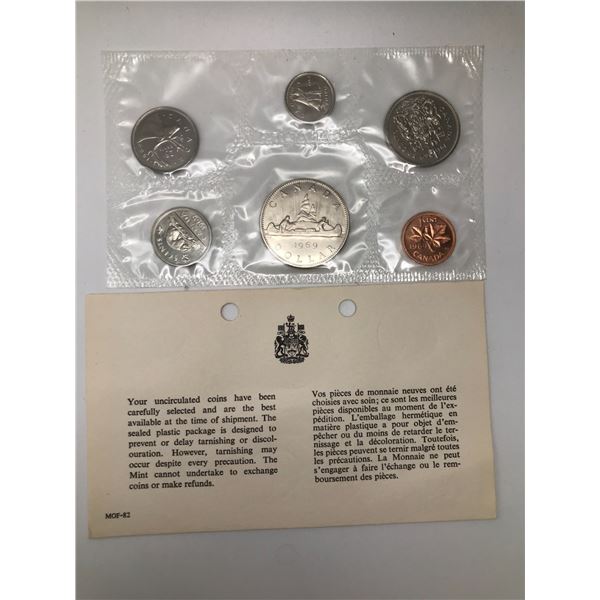 CANADA
1969
DOLLAR
1 CENT
CANADA
5 CENTS
Your uncirculated coins have been
carefully selected and are the best
available at the time of shipment. The
sealed plastic package is designed to
prevent or delay tarnishing or discol-
ouration. However, tarnishing may
occur despite every precaution. The
Mint cannot undertake to exchange
coins or make refunds.
Vos pièces de monnaie neuves ont été
choisies avec soin; ce sont les meilleures
pièces disponibles au moment de l'ex-
pédition. L'emballage hermétique en
matière plastique a pour objet d'em-
pêcher ou du moins de retarder le ter-
nissage et la décoloration. Toutefois,
les pièces peuvent se ternir malgré toutes
les précautions. La Monnaie ne peut
s'engager à faire l'échange ou le rem-
boursement des pièces.
MOF-82